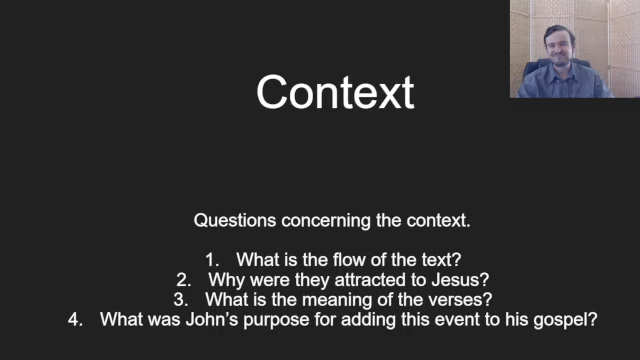 Context
Questions concerning the context.
1. What is the flow of the text?
2. Why were they attracted to Jesus?
3. What is the meaning of the verses?
4. What was John's purpose for adding this event to his gospel?